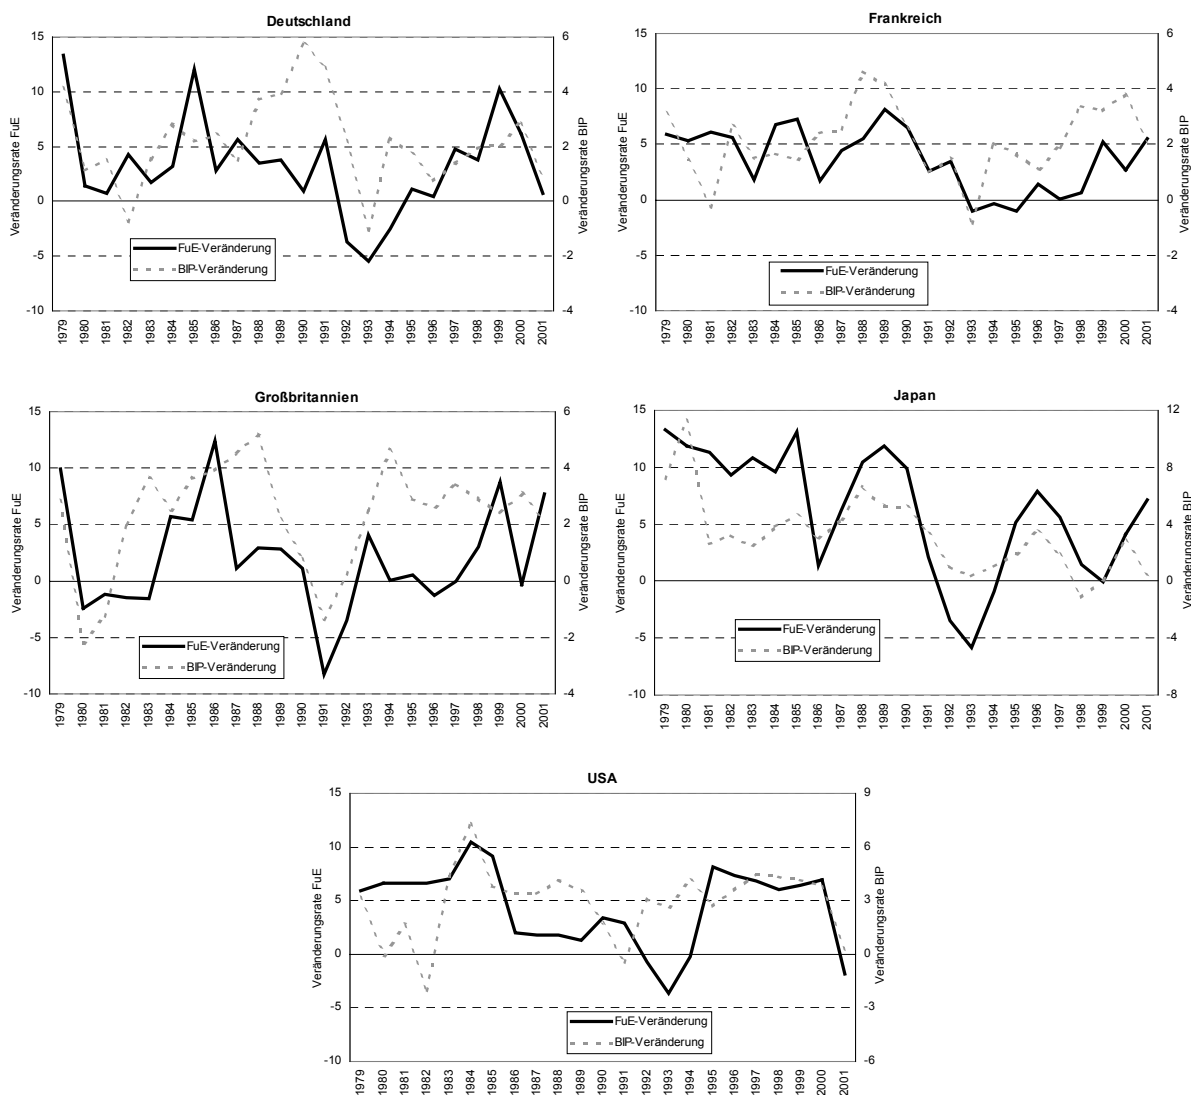 Deutschland
Veränderungsrate FuE
15
10
5
0
-5
-10
6
4
2
0
-2
-4
Veränderungsrate BIP
FuE-Veränderung
BIP-Veränderung
1979 1980 1981 1982 1983 1984 1985 1986 1987 1988 1989 1990 1991 1992 1993 1994 1995 1996 1997 1998 1999 2000 2001
Frankreich
Veränderungsrate FuE
15
10
5
0
-5
-10
6
4
2
0
-2
-4
Veränderungsrate BIP
FuE-Veränderung
BIP-Veränderung
1979 1980 1981 1982 1983 1984 1985 1986 1987 1988 1989 1990 1991 1992 1993 1994 1995 1996 1997 1998 1999 2000 2001
Großbritannien
Veränderungsrate FuE
15
10
5
0
-5
-10
6
4
2
0
-2
-4
Veränderungsrate BIP
FuE-Veränderung
BIP-Veränderung
1979 1980 1981 1982 1983 1984 1985 1986 1987 1988 1989 1990 1991 1992 1993 1994 1995 1996 1997 1998 1999 2000 2001
Japan
Veränderungsrate FuE
15
10
5
0
-5
-10
12
8
4
0
-4
-8
Veränderungsrate BIP
FuE-Veränderung
BIP-Veränderung
1979 1980 1981 1982 1983 1984 1985 1986 1987 1988 1989 1990 1991 1992 1993 1994 1995 1996 1997 1998 1999 2000 2001
USA
Veränderungsrate FuE
15
10
5
0
-5
-10
9
6
3
0
-3
-6
Veränderungsrate BIP
FuE-Veränderung
BIP-Veränderung
1979 1980 1981 1982 1983 1984 1985 1986 1987 1988 1989 1990 1991 1992 1993 1994 1995 1996 1997 1998 1999 2000 2001